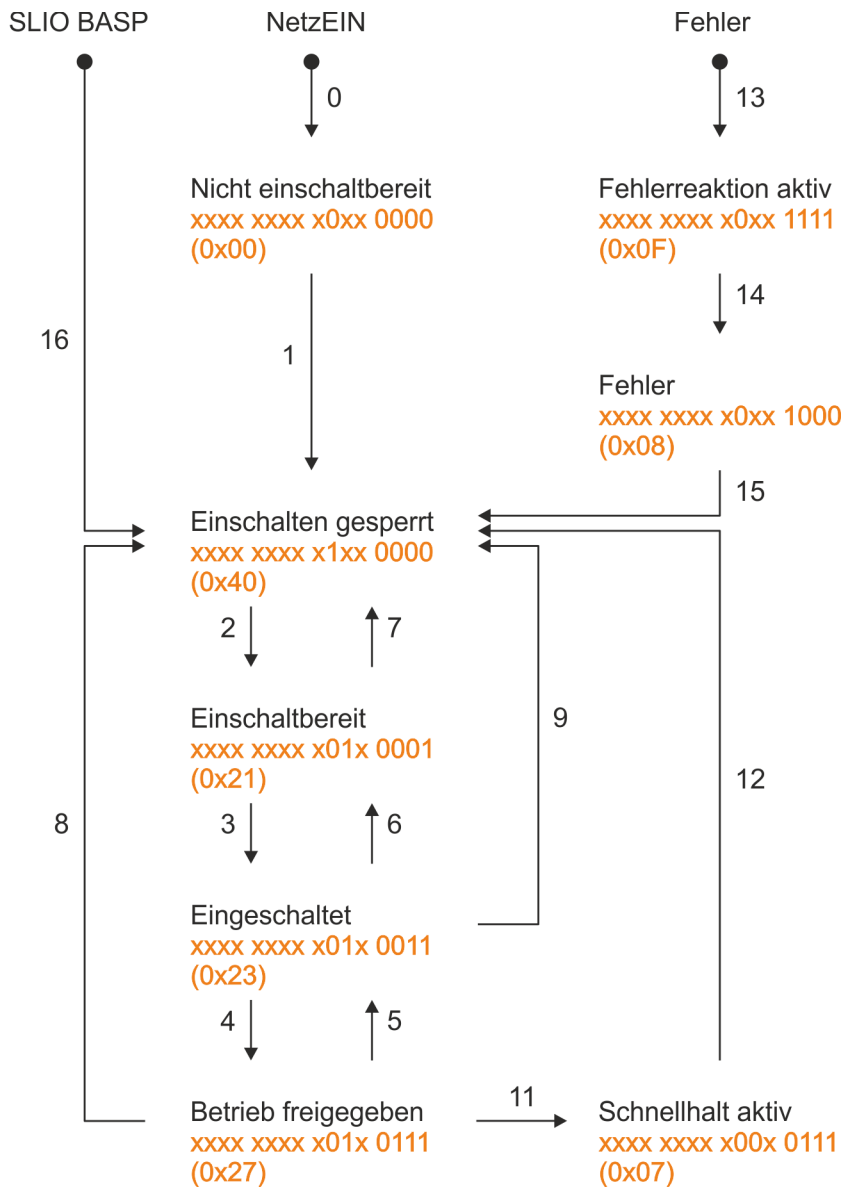 SLIO BASP
NetzEIN
Fehler
0
13
Nicht einschaltbereit
xxxx xxxx x0xx 0000
(0x00)
Fehlerreaktion aktiv
xxxx xxxx x0xx 1111
(0x0F)
14
16
1
Fehler
xxxx xxxx x0xx 1000
(0x08)
15
Einschalten gesperrt
xxxx xxxx x1xx 0000
(0x40)
2
7
Einschaltbereit
xxxx xxxx x01x 0001
(0x21)
9
12
8
3
6
Eingeschaltet
xxxx xxxx x01x 0011
(0x23)
4
5
Betrieb freigegeben
xxxx xxxx x01x 0111
(0x27)
11
Schnellhalt aktiv
xxxx xxxx x00x 0111
(0x07)